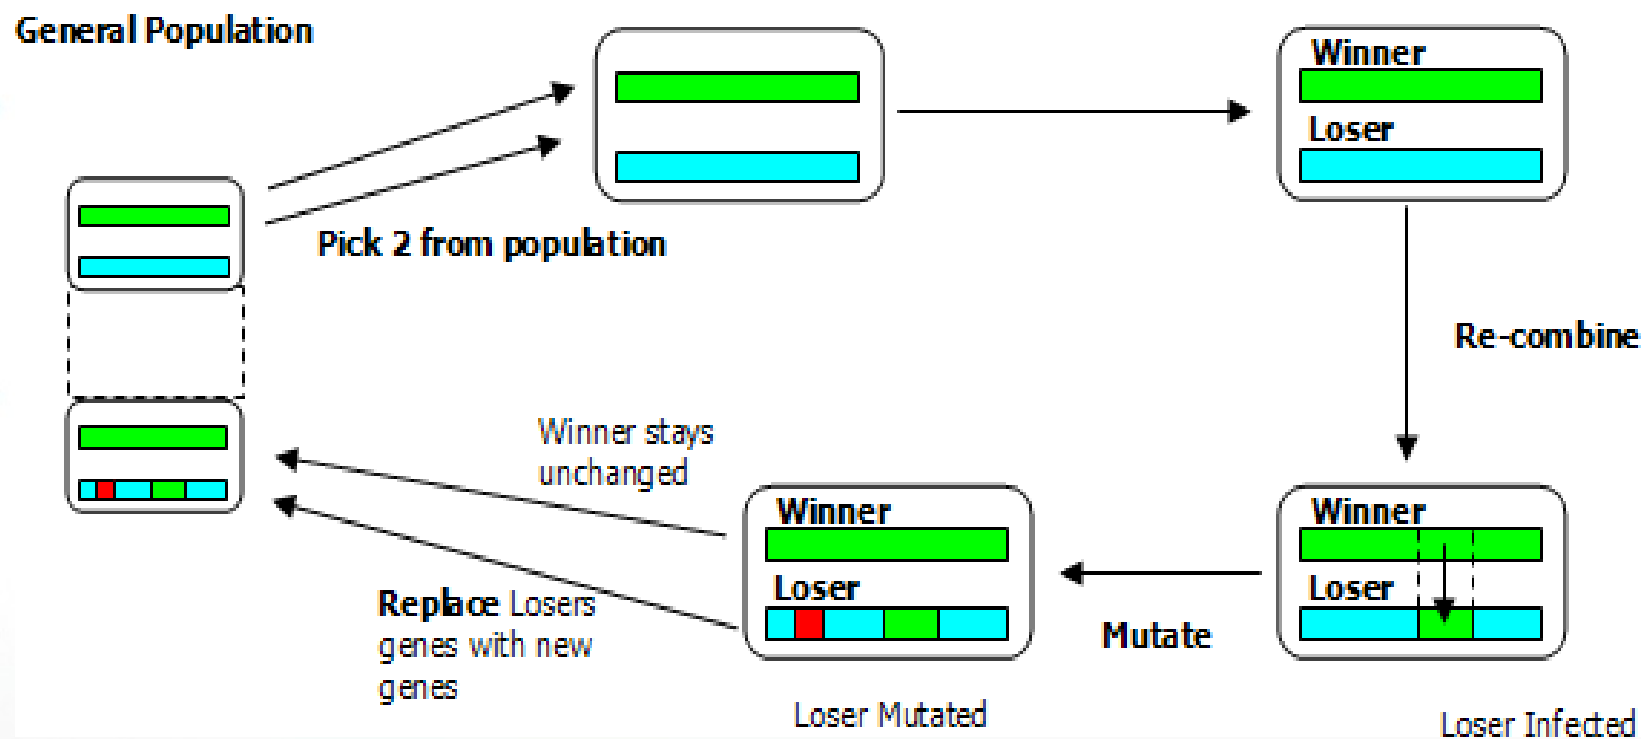 General Population
Pick 2 from population
Winner
Loser
Re-combine
Winner
Loser
Loser Infected
Mutate
Winner
Loser
Loser Mutated
Winner stays
unchanged
Replace Losers
genes with new
genes